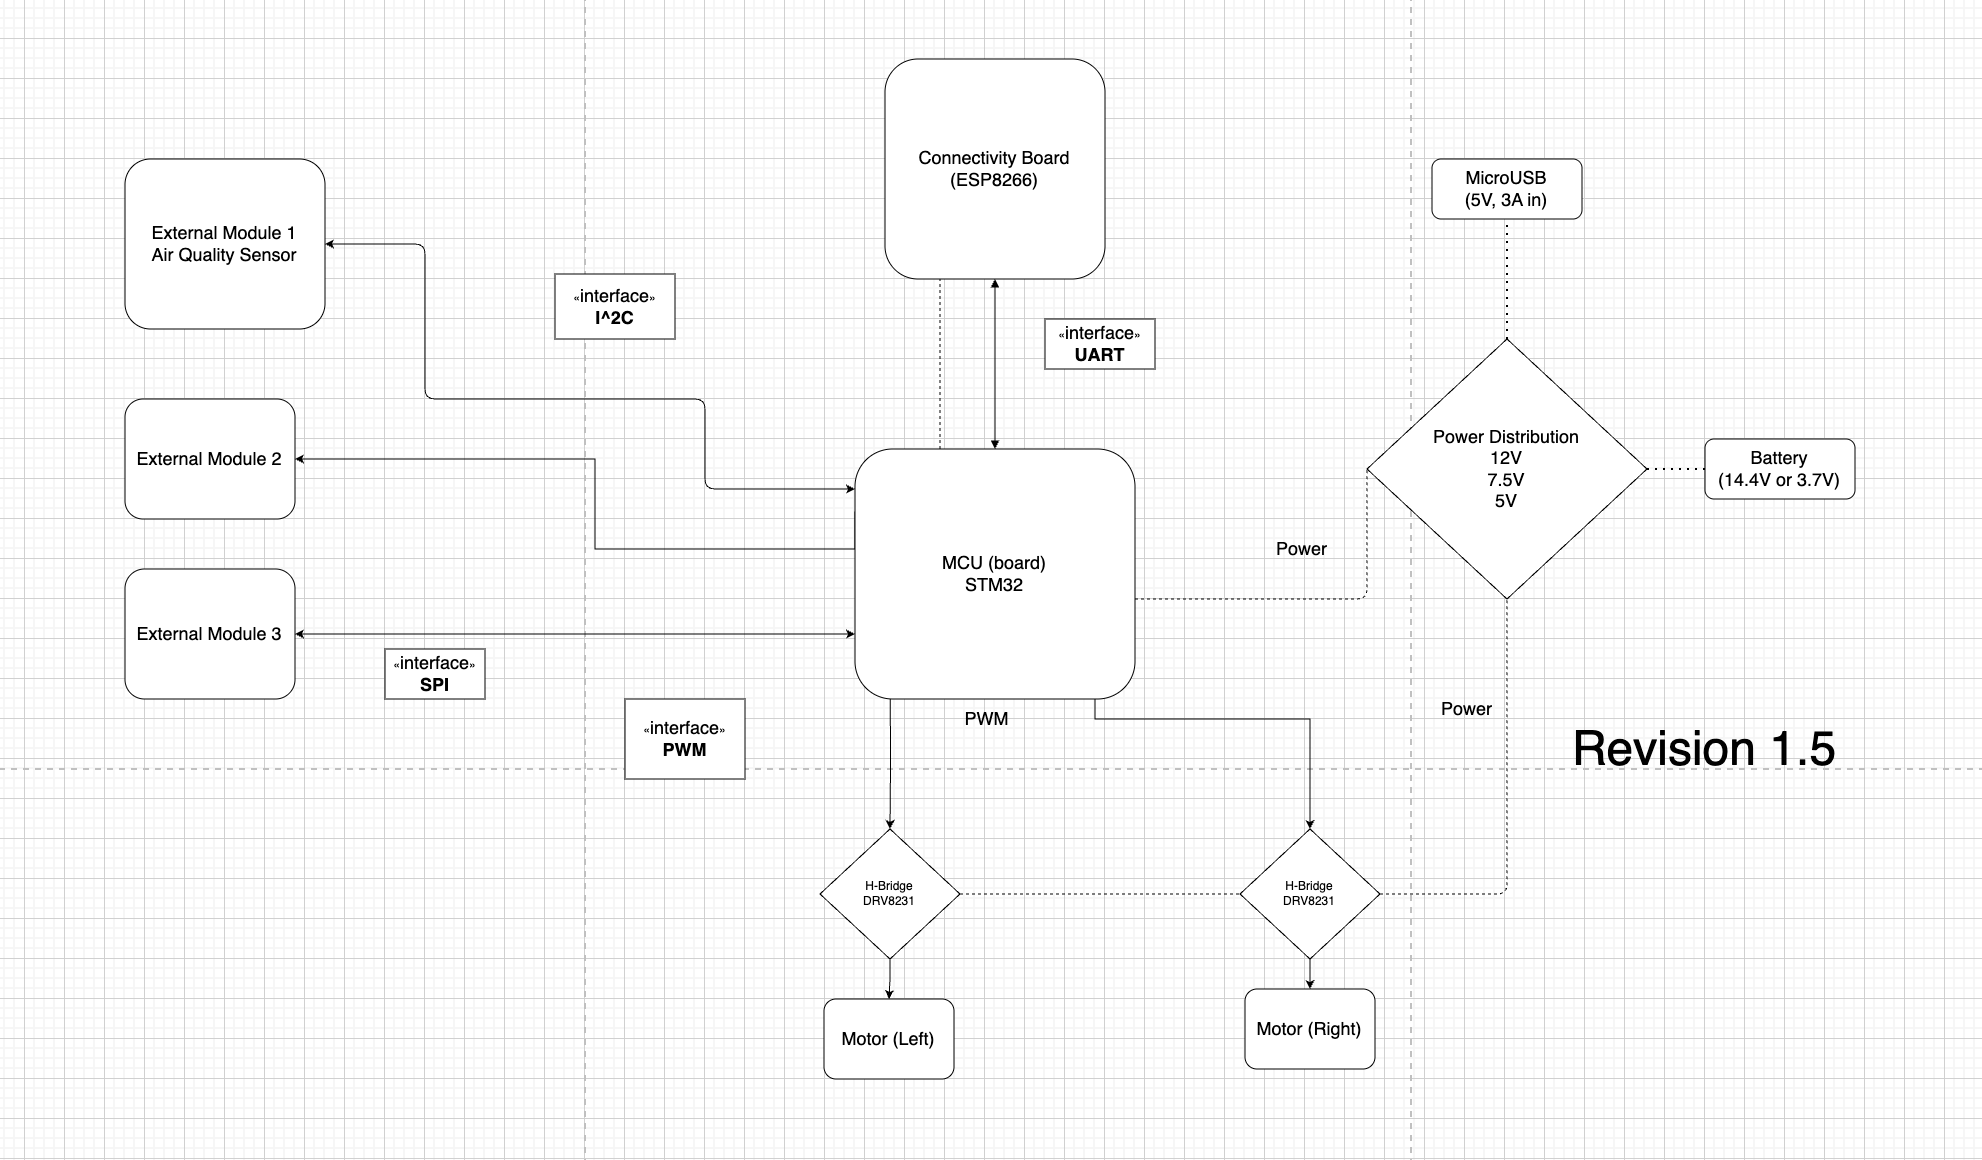 Connectivity Board
(ESP8266)
MicroUSB
(5V, 3A in)
External Module 1
Air Quality Sensor
«interface»
I^2C
«interface»
UART
Power Distribution
12V
7.5V
5V
Battery
(14.4V or 3.7V)
External Module 2
Power
MCU (board)
STM32
External Module 3
«interface»
SPI
«interface»
PWM
PWM
Power
Revision 1.5
H-Bridge
DRV8231
H-Bridge
DRV8231
Motor (Left)
Motor (Right)